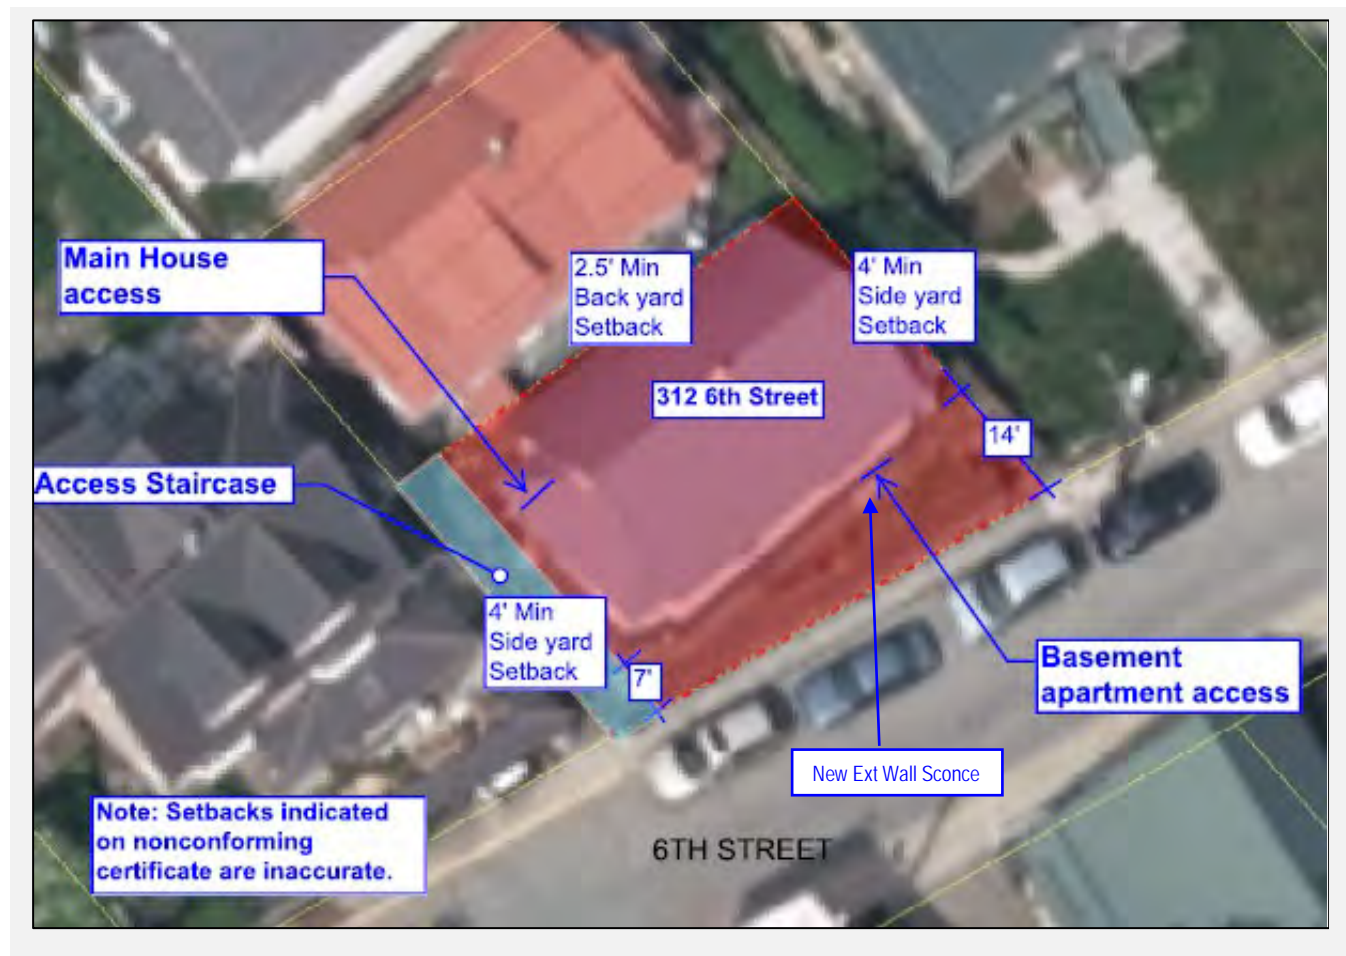 Main House
access
2.5' Min
Back yard
Setback
4' Min
Side yard
Setback
312 6th Street
14'
Access Staircase
4' Min
Side yard
Setback
7'
Basement
apartment access
New Ext Wall Sconce
Note: Setbacks indicated
on nonconforming
certificate are inaccurate.
6TH STREET